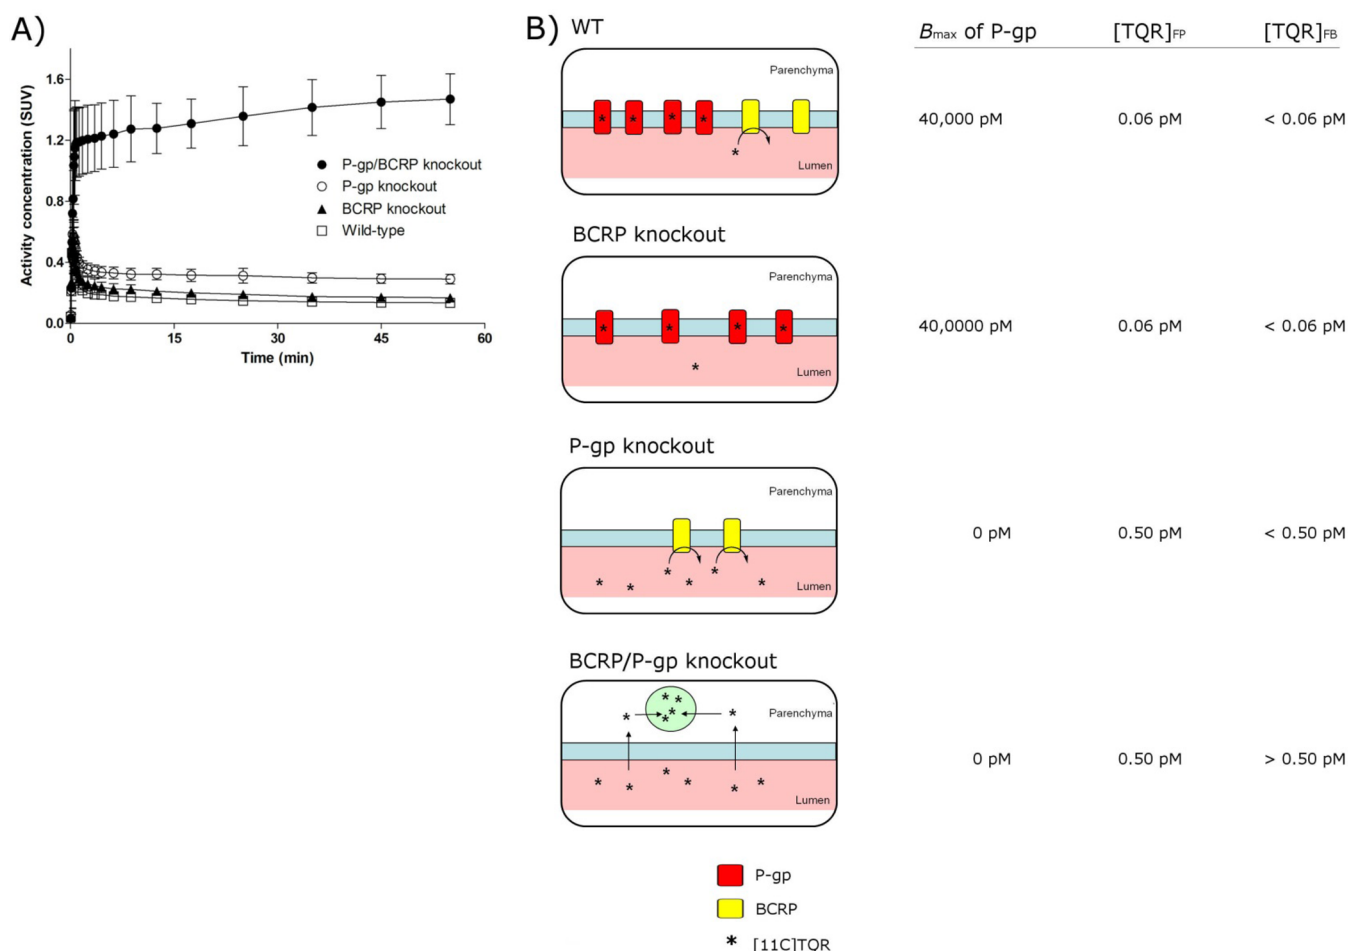 A)
Activity concentration (SUV)
1.6
1.2
0.8
0.4
0.0
0
15
30
45
60
Time (min)
P-gp/BCRP knockout
P-gp knockout
BCRP knockout
Wild-type
B) WT
Bmax of P-gp [TQR]FP [TQR]FB
Parenchyma
Lumen
40,000 pM 0.06 pM < 0.06 pM
BCRP knockout
Parenchyma
Lumen
40,0000 pM 0.06 pM < 0.06 pM
P-gp knockout
Parenchyma
Lumen
0 pM 0.50 pM < 0.50 pM
BCRP/P-gp knockout
Parenchyma
Lumen
0 pM 0.50 pM > 0.50 pM
P-gp
BCRP
* [11C]TQR